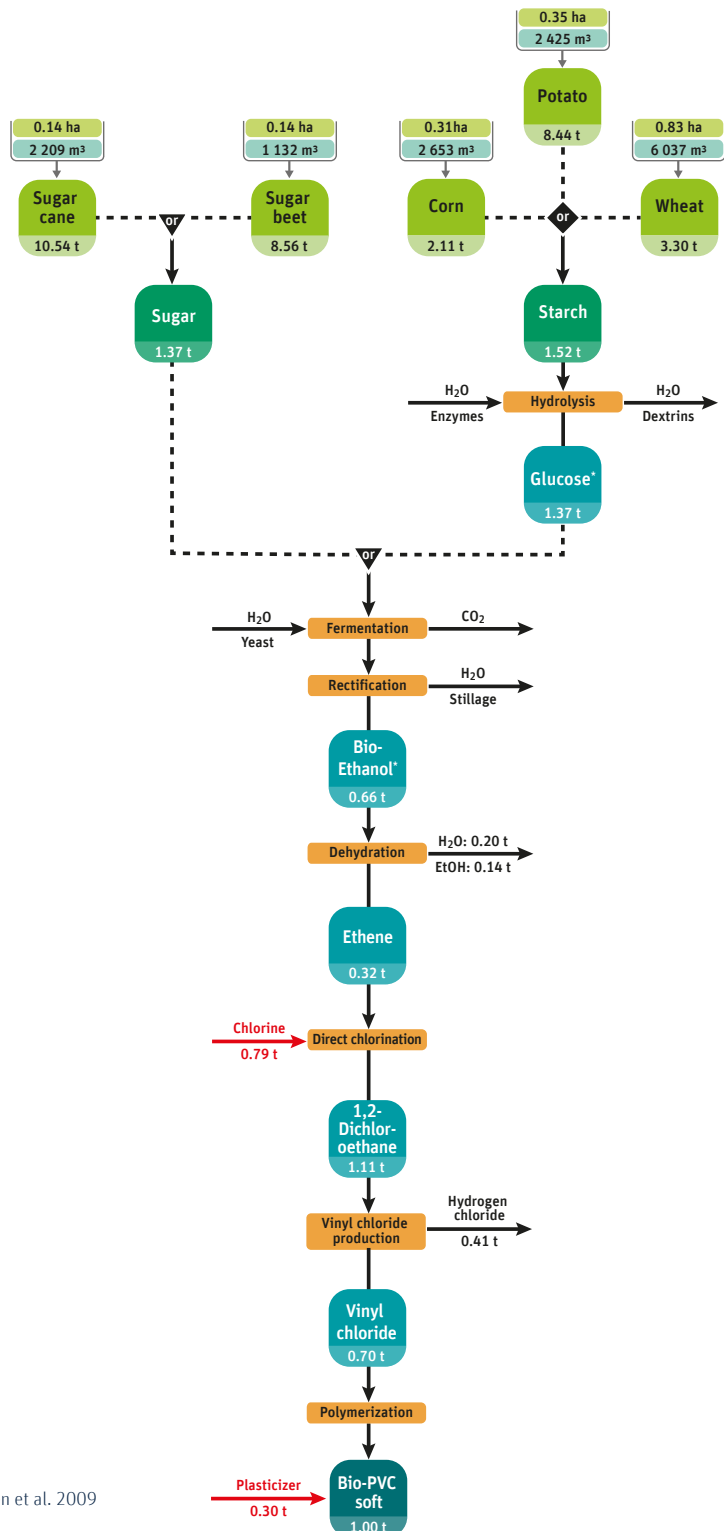 0.35 ha
2 425 m³
Potato
8.44 t
0.14 ha
2 209 m³
Sugar
cane
10.54 t
0.14 ha
1 132 m³
Sugar
beet
8.56 t
or
0.31ha
2 653 m³
Corn
2.11 t
or
0.83 ha
6 037 m³
Wheat
3.30 t
Sugar
1.37 t
Starch
1.52 t
H₂O
Enzymes
Hydrolysis
H₂O
Dextrins
Glucose*
1.37 t
or
H₂O
Yeast
Fermentation
CO₂
Rectification
H₂O
Stillage
Bio-
Ethanol*
0.66 t
Dehydration
H₂O: 0.20 t
EtOH: 0.14 t
Ethene
0.32 t
Chlorine
0.79 t
Direct chlorination
1,2-
Dichlor-
oethane
1.11 t
Vinyl chloride
production
Hydrogen
chloride
0.41 t
Vinyl
chloride
0.70 t
Polymerization
Plasticizer
0.30 t
Bio-PVC
soft
1.00 t
et al. 2009